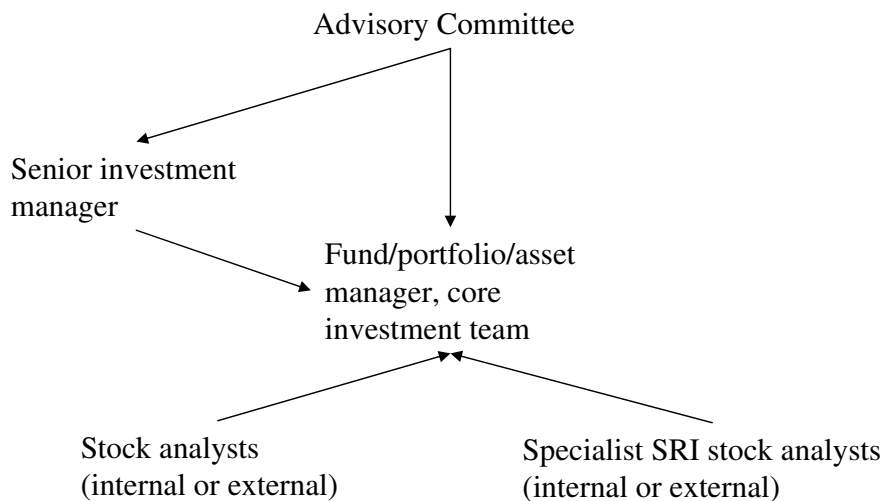 Advisory Committee
Senior investment
manager
Fund/portfolio/asset
manager, core
investment team
Stock analysts
(internal or external)
Specialist SRI stock analysts
(internal or external)